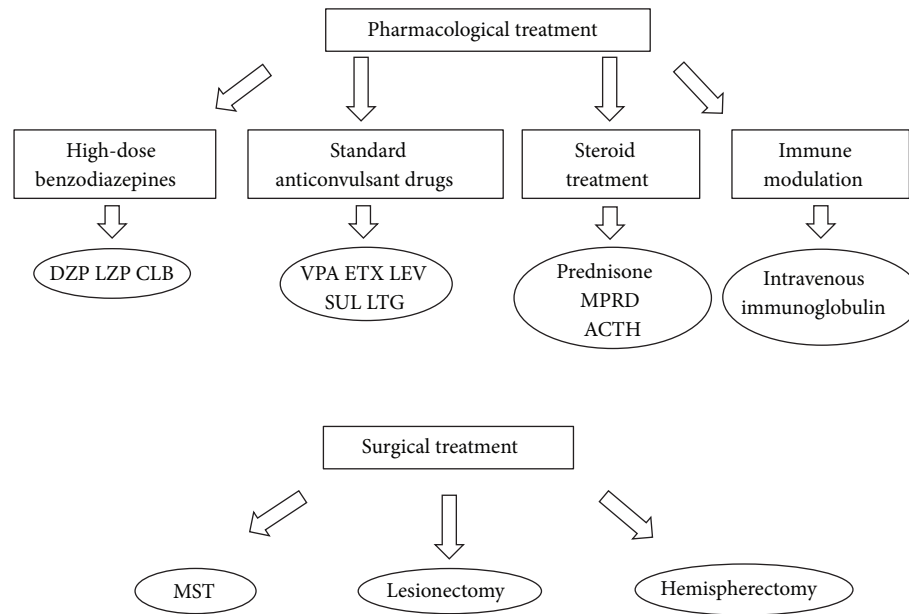 Pharmacological treatment
High-dose
benzodiazepines
Standard
anticonvulsant drugs
Steroid
treatment
Immune
modulation
DZP LZP CLB
VPA ETX LEV
SUL LTG
Prednisone
MPRD
ACTH
Intravenous
immunoglobulin
Surgical treatment
MST
Lesionectomy
Hemispherectomy